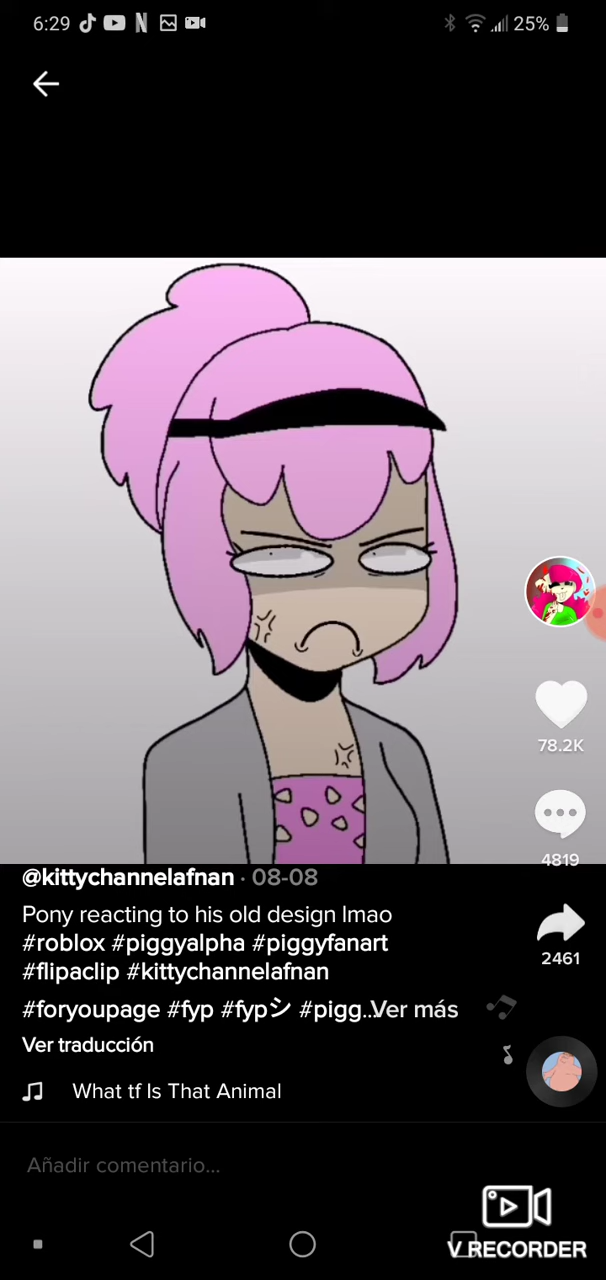 6:29
25%
78.2K
4819
@kittychannelafnan · 08-08
Pony reacting to his old design lmao
#roblox #piggyalpha #piggyfanart
#flipaclip #kittychannelafnan
2461
#foryoupage #fyp #fypシ #pigg...Ver más
Ver traducción
What tf Is That Animal
Añadir comentario...
V RECORDER